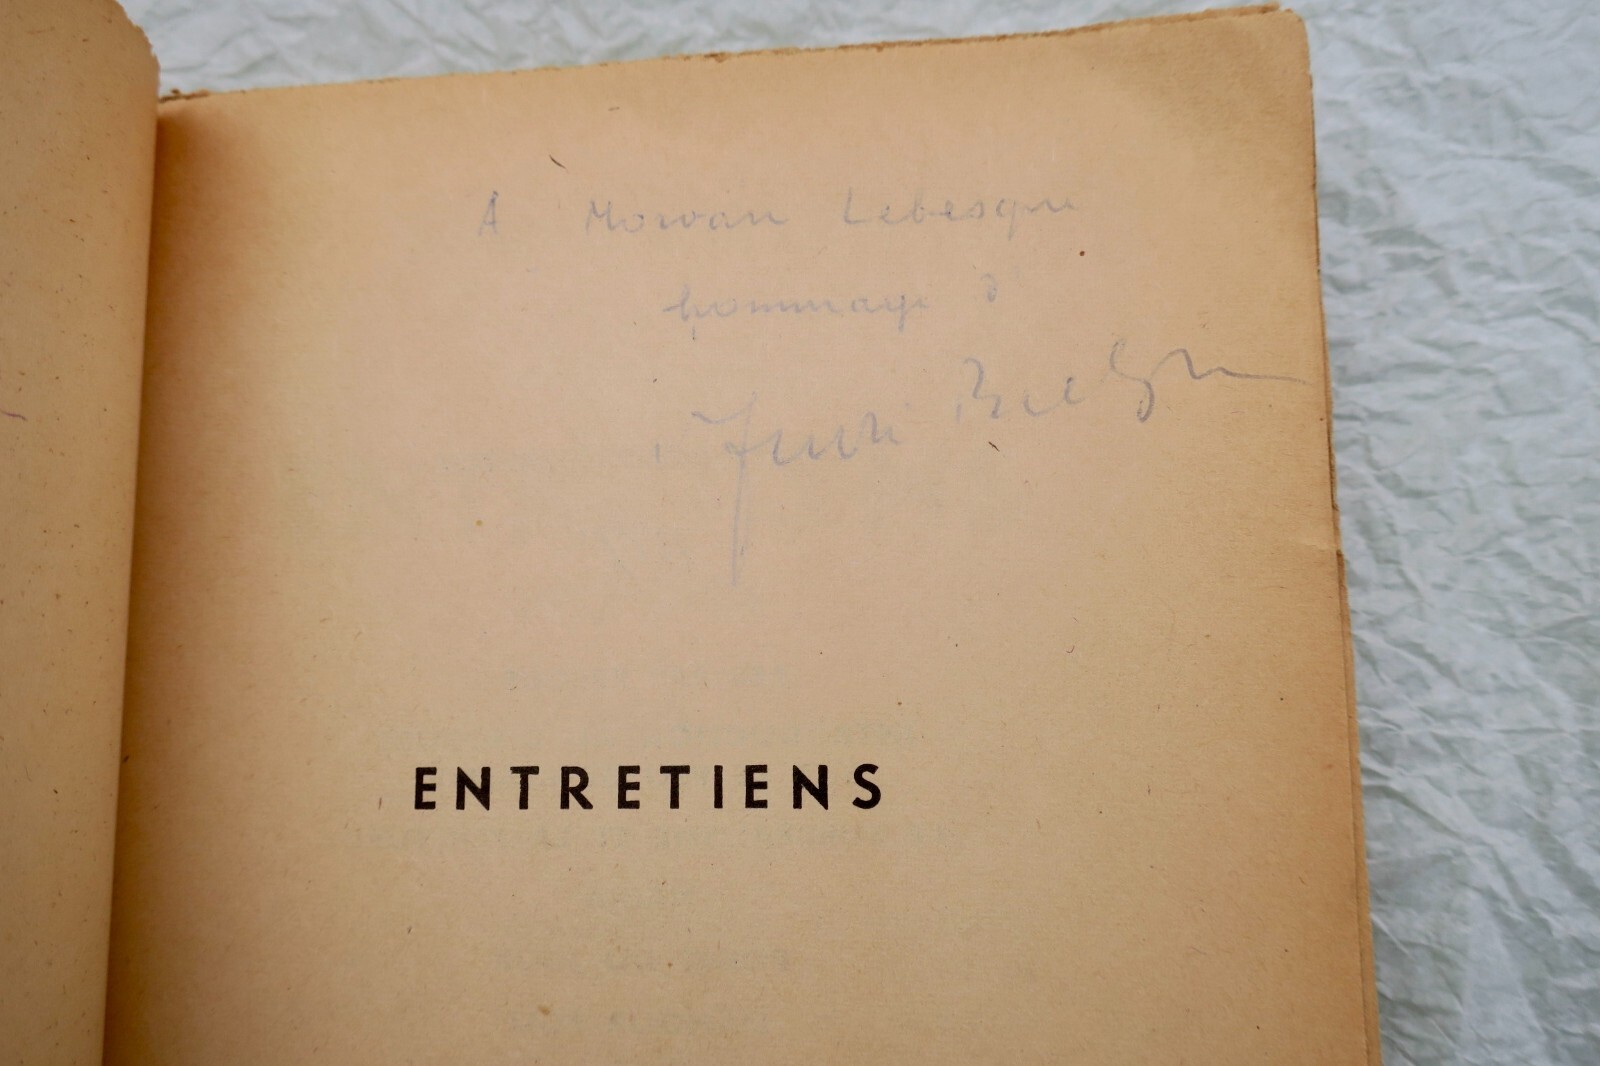 A Morvan Lebesque
hommage d
ENTRETIENS